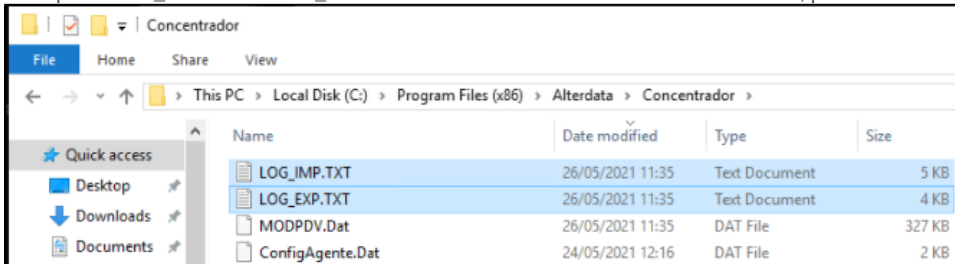 Concentrador
File Home Share View
This PC > Local Disk (C:) > Program Files (x86) > Alterdata > Concentrador >
Name Date modified Type Size
Quick access
LOG_IMP.TXT 26/05/2021 11:35 Text Document 5 KB
Desktop
LOG_EXP.TXT 26/05/2021 11:35 Text Document 4 KB
Downloads
MODPDV.Dat 26/05/2021 11:35 DAT File 327 KB
Documents
ConfigAgente.Dat 24/05/2021 12:16 DAT File 2 KB